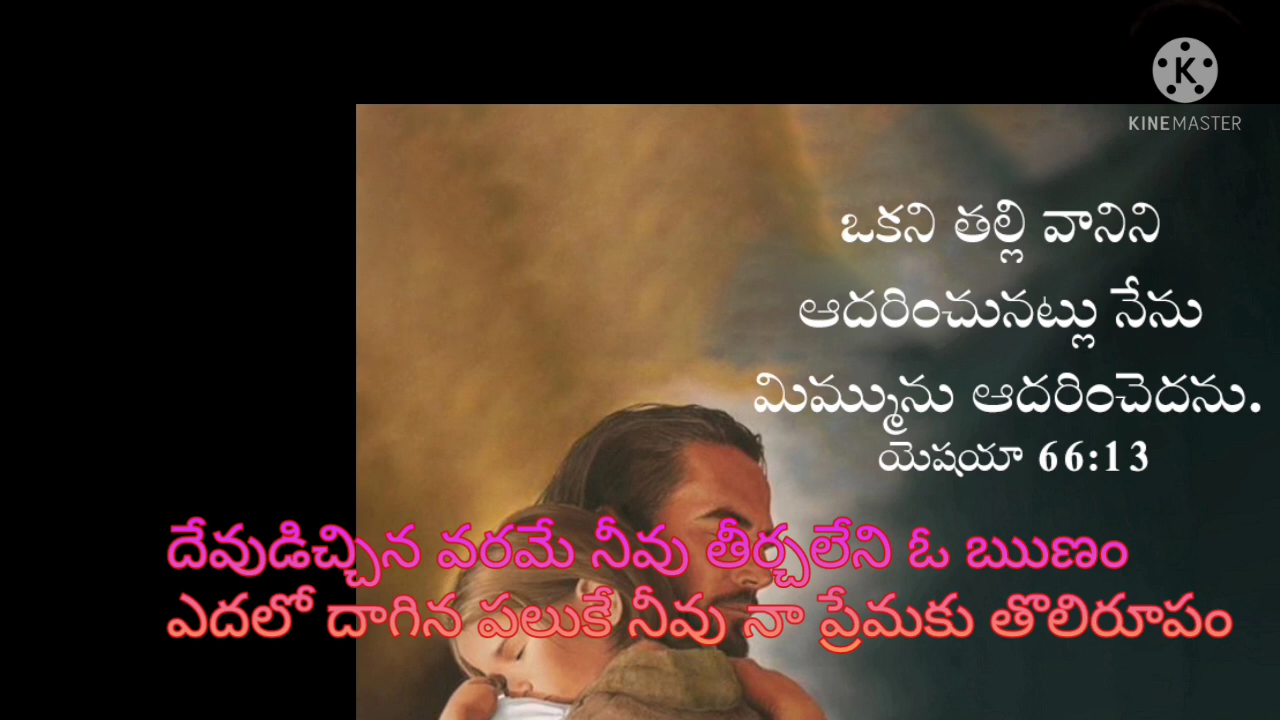 KINEMASTER
ఒకని తల్లి వానిని
ఆదరించునట్లు నేను
మిమ్మును ఆదరించెదను.
యెషయా 66:13
దేవుడిచ్చిన వరమే నీవు తీర్చలేని ఓ ఋణం
ఎదలో దాగిన పలుకే నీవు నా ప్రేమకు తొలిరూపం